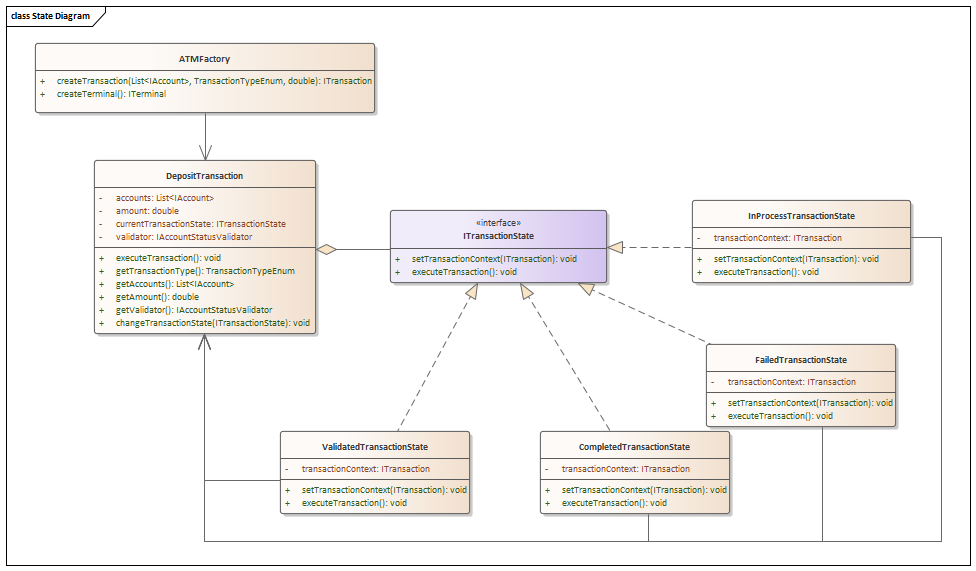 class State Diagram
ATMFactory
+ createTransaction(List<IAccount>, TransactionTypeEnum, double): ITransaction
+ createTerminal(): ITerminal
DepositTransaction
- accounts: List<IAccount>
- amount: double
- currentTransactionState: ITransactionState
- validator: IAccountStatusValidator
+ executeTransaction(): void
+ getTransactionType(): TransactionTypeEnum
+ getAccounts(): List<IAccount>
+ getAmount(): double
+ getValidator(): IAccountStatusValidator
+ changeTransactionState(ITransactionState): void
«interface»
ITransactionState
+ setTransactionContext(ITransaction): void
+ executeTransaction(): void
InProcessTransactionState
- transactionContext: ITransaction
+ setTransactionContext(ITransaction): void
+ executeTransaction(): void
FailedTransactionState
- transactionContext: ITransaction
+ setTransactionContext(ITransaction): void
+ executeTransaction(): void
ValidatedTransactionState
- transactionContext: ITransaction
+ setTransactionContext(ITransaction): void
+ executeTransaction(): void
CompletedTransactionState
- transactionContext: ITransaction
+ setTransactionContext(ITransaction): void
+ executeTransaction(): void